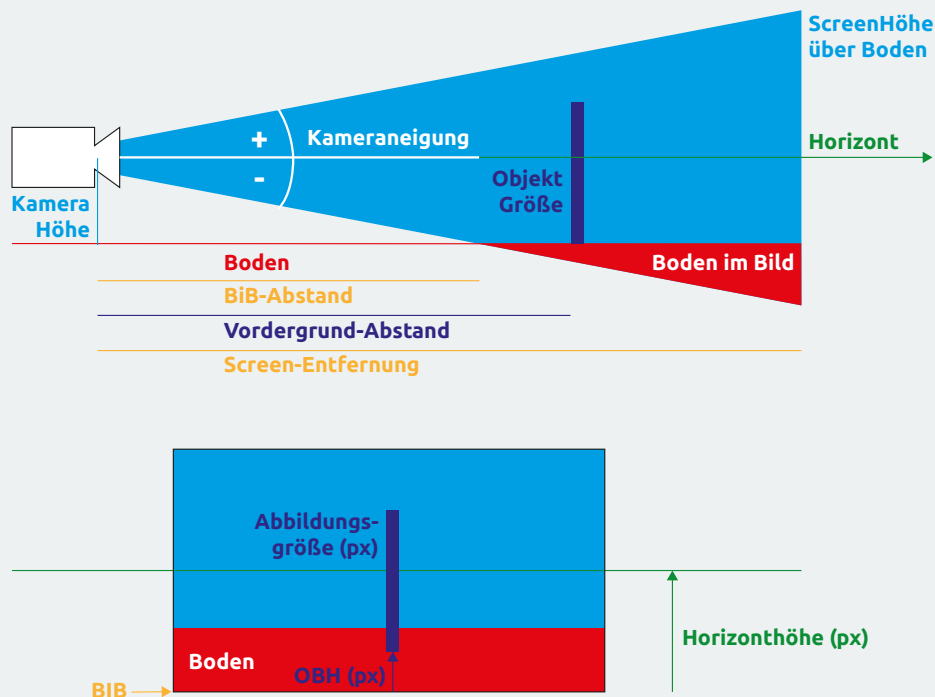 ScreenHöhe
über Boden
+
Kameraneigung
Horizont
-
Objekt
Größe
Kamera
Höhe
Boden
Boden im Bild
BiB-Abstand
Vordergrund-Abstand
Screen-Entfernung
Abbildungs-
größe (px)
Horizonthöhe (px)
Boden
OBH (px)
BIB